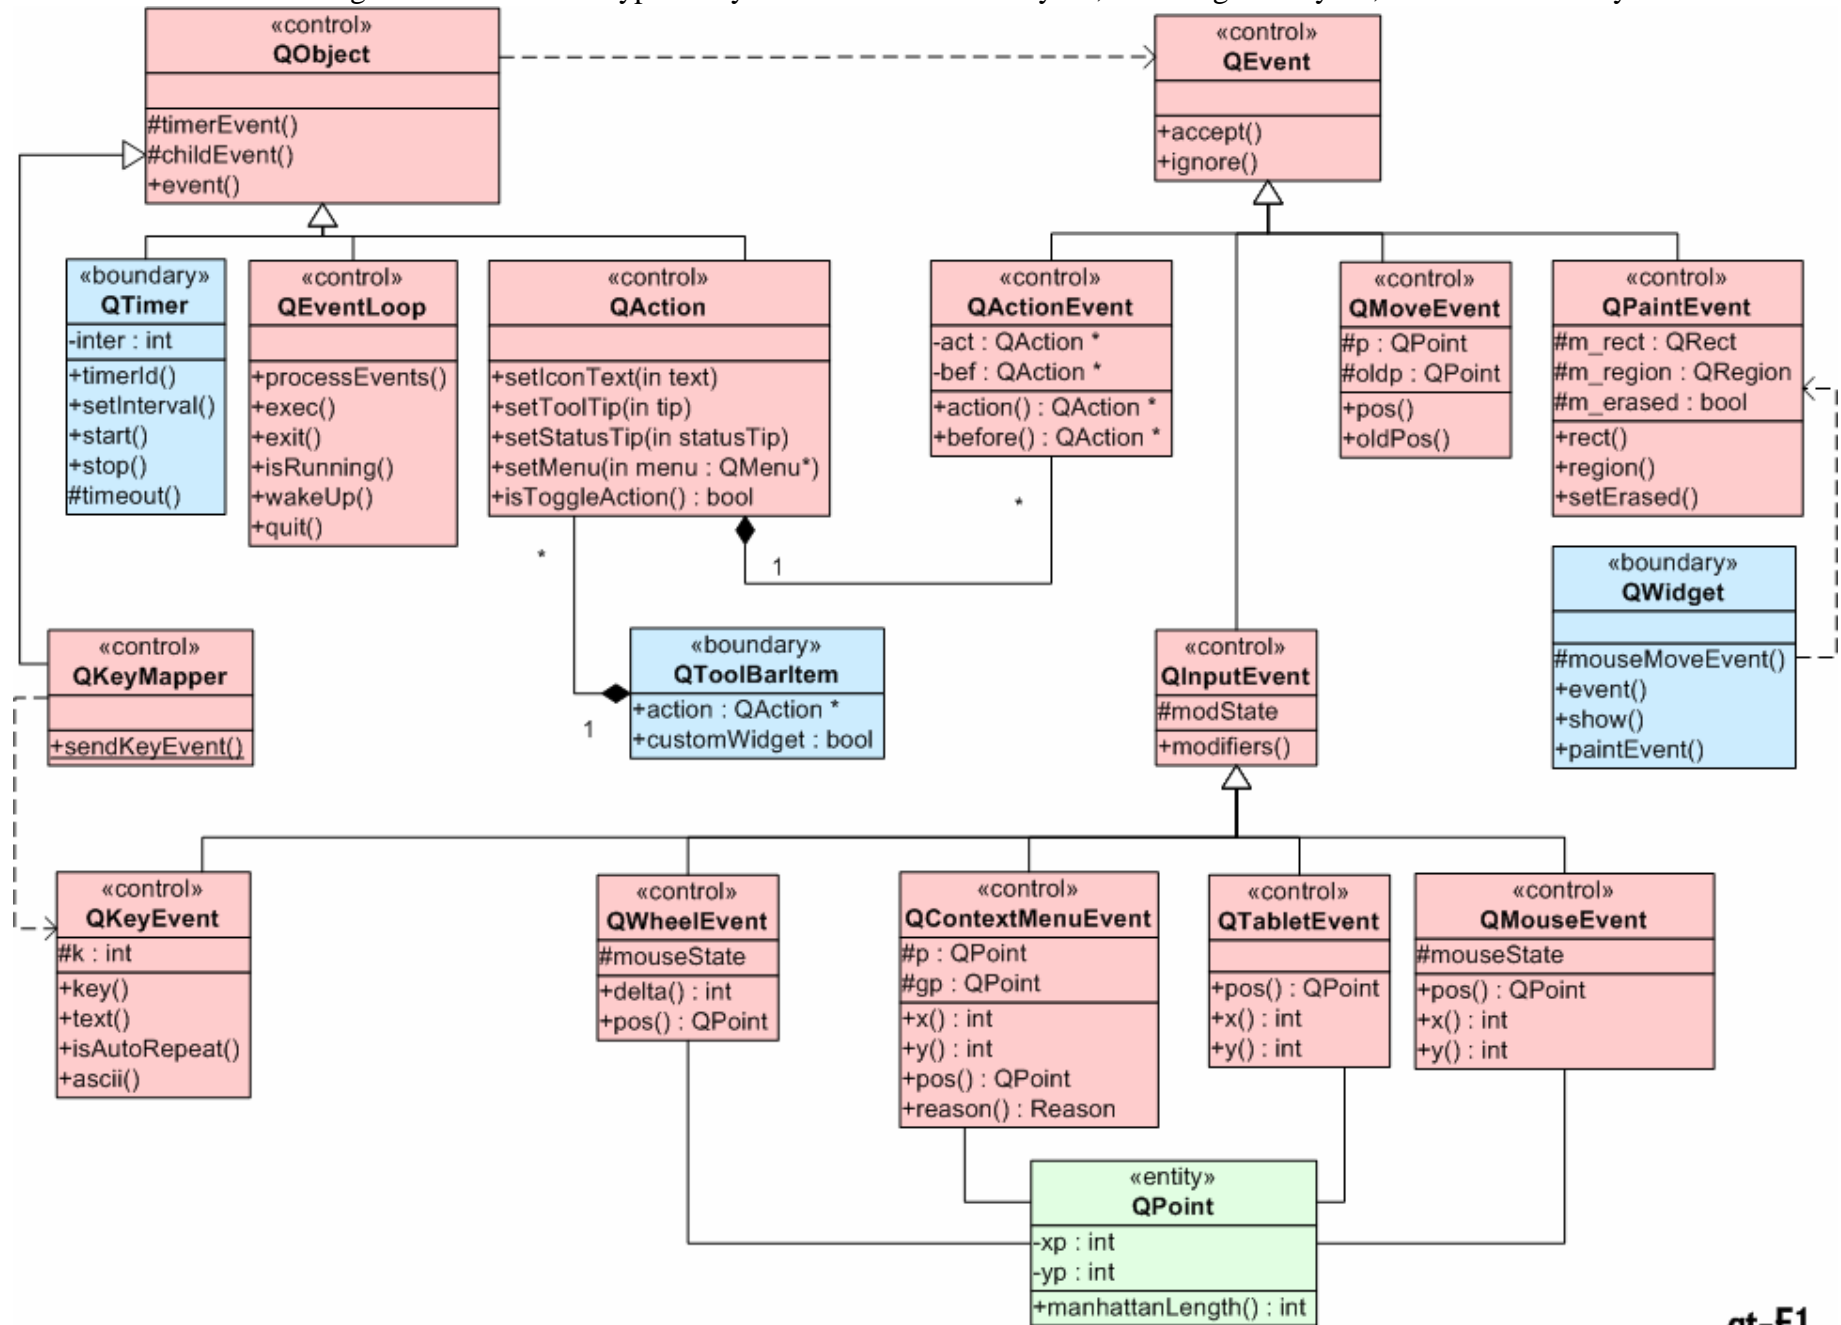 «control»
QObject
#timerEvent()
#childEvent()
+event()
«control»
QEvent
+accept()
+ignore()
«boundary»
QTimer
-inter : int
+timerId()
+setInterval()
+start()
+stop()
#timeout()
«control»
QEventLoop
+processEvents()
+exec()
+exit()
+isRunning()
+wakeUp()
+quit()
«control»
QAction
+setIconText(in text)
+setToolTip(in tip)
+setStatusTip(in statusTip)
+setMenu(in menu : QMenu*)
+isToggleAction() : bool
«control»
QActionEvent
-act : QAction *
-bef : QAction *
+action() : QAction *
+before() : QAction *
«control»
QMoveEvent
#p : QPoint
#oldp : QPoint
+pos()
+oldPos()
«control»
QPaintEvent
#m_rect : QRect
#m_region : QRegion
#m_erased : bool
+rect()
+region()
+setErased()
*
1
*
1
«boundary»
QWidget
#mouseMoveEvent()
+event()
+show()
+paintEvent()
«control»
QKeyMapper
+sendKeyEvent()
«boundary»
QToolBarItem
+action : QAction *
+customWidget : bool
«control»
QInputEvent
#modState
+modifiers()
«control»
QKeyEvent
#k : int
+key()
+text()
+isAutoRepeat()
+ascii()
«control»
QWheelEvent
#mouseState
+delta() : int
+pos() : QPoint
«control»
QContextMenuEvent
#p : QPoint
#gp : QPoint
+x() : int
+y() : int
+pos() : QPoint
+reason() : Reason
«control»
QTabletEvent
+pos() : QPoint
+x() : int
+y() : int
«control»
QMouseEvent
#mouseState
+pos() : QPoint
+x() : int
+y() : int
«entity»
QPoint
-xp : int
-yp : int
+manhattanLength() : int
qt-F1